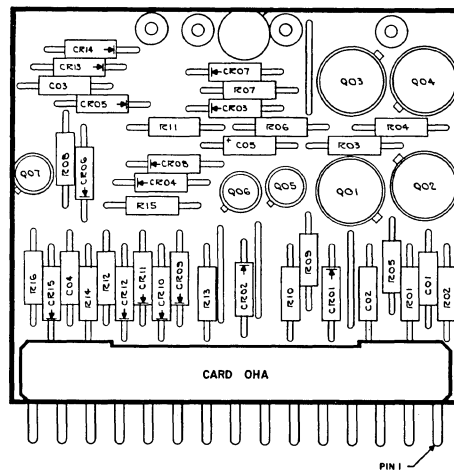 CR14
CR13
C03
CR05
CR07
R07
CR03
R11
R06
R04
+ C05
R03
Q03
Q04
R08
CR06
Q07
CR08
CR04
R15
Q06
Q05
Q01
Q02
R16
CR15
C04
R14
R12
CR12
CR11
CR10
CR09
R13
CR02
R10
R09
CR01
C02
R05
R01
C01
R02
CARD OHA
PIN 1